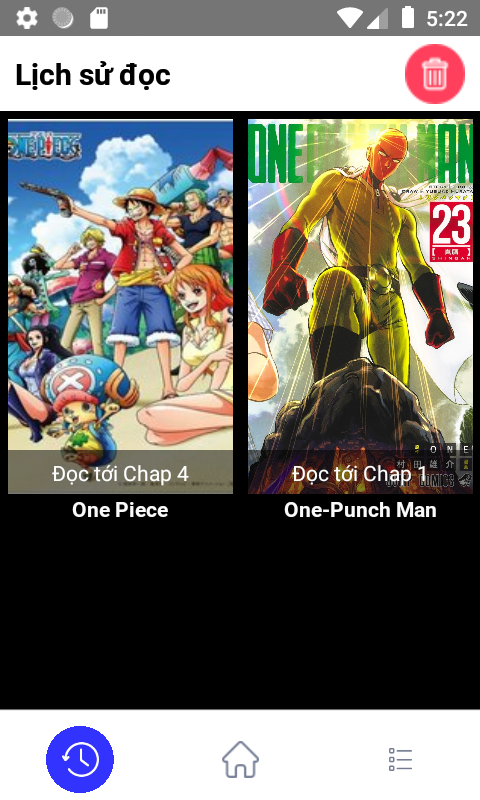 5:22
Lịch sử đọc
ONE PIECE
ONE PUNCH MAN
23
Đọc tới Chap 4
Đọc tới Chap 1
One Piece
One-Punch Man